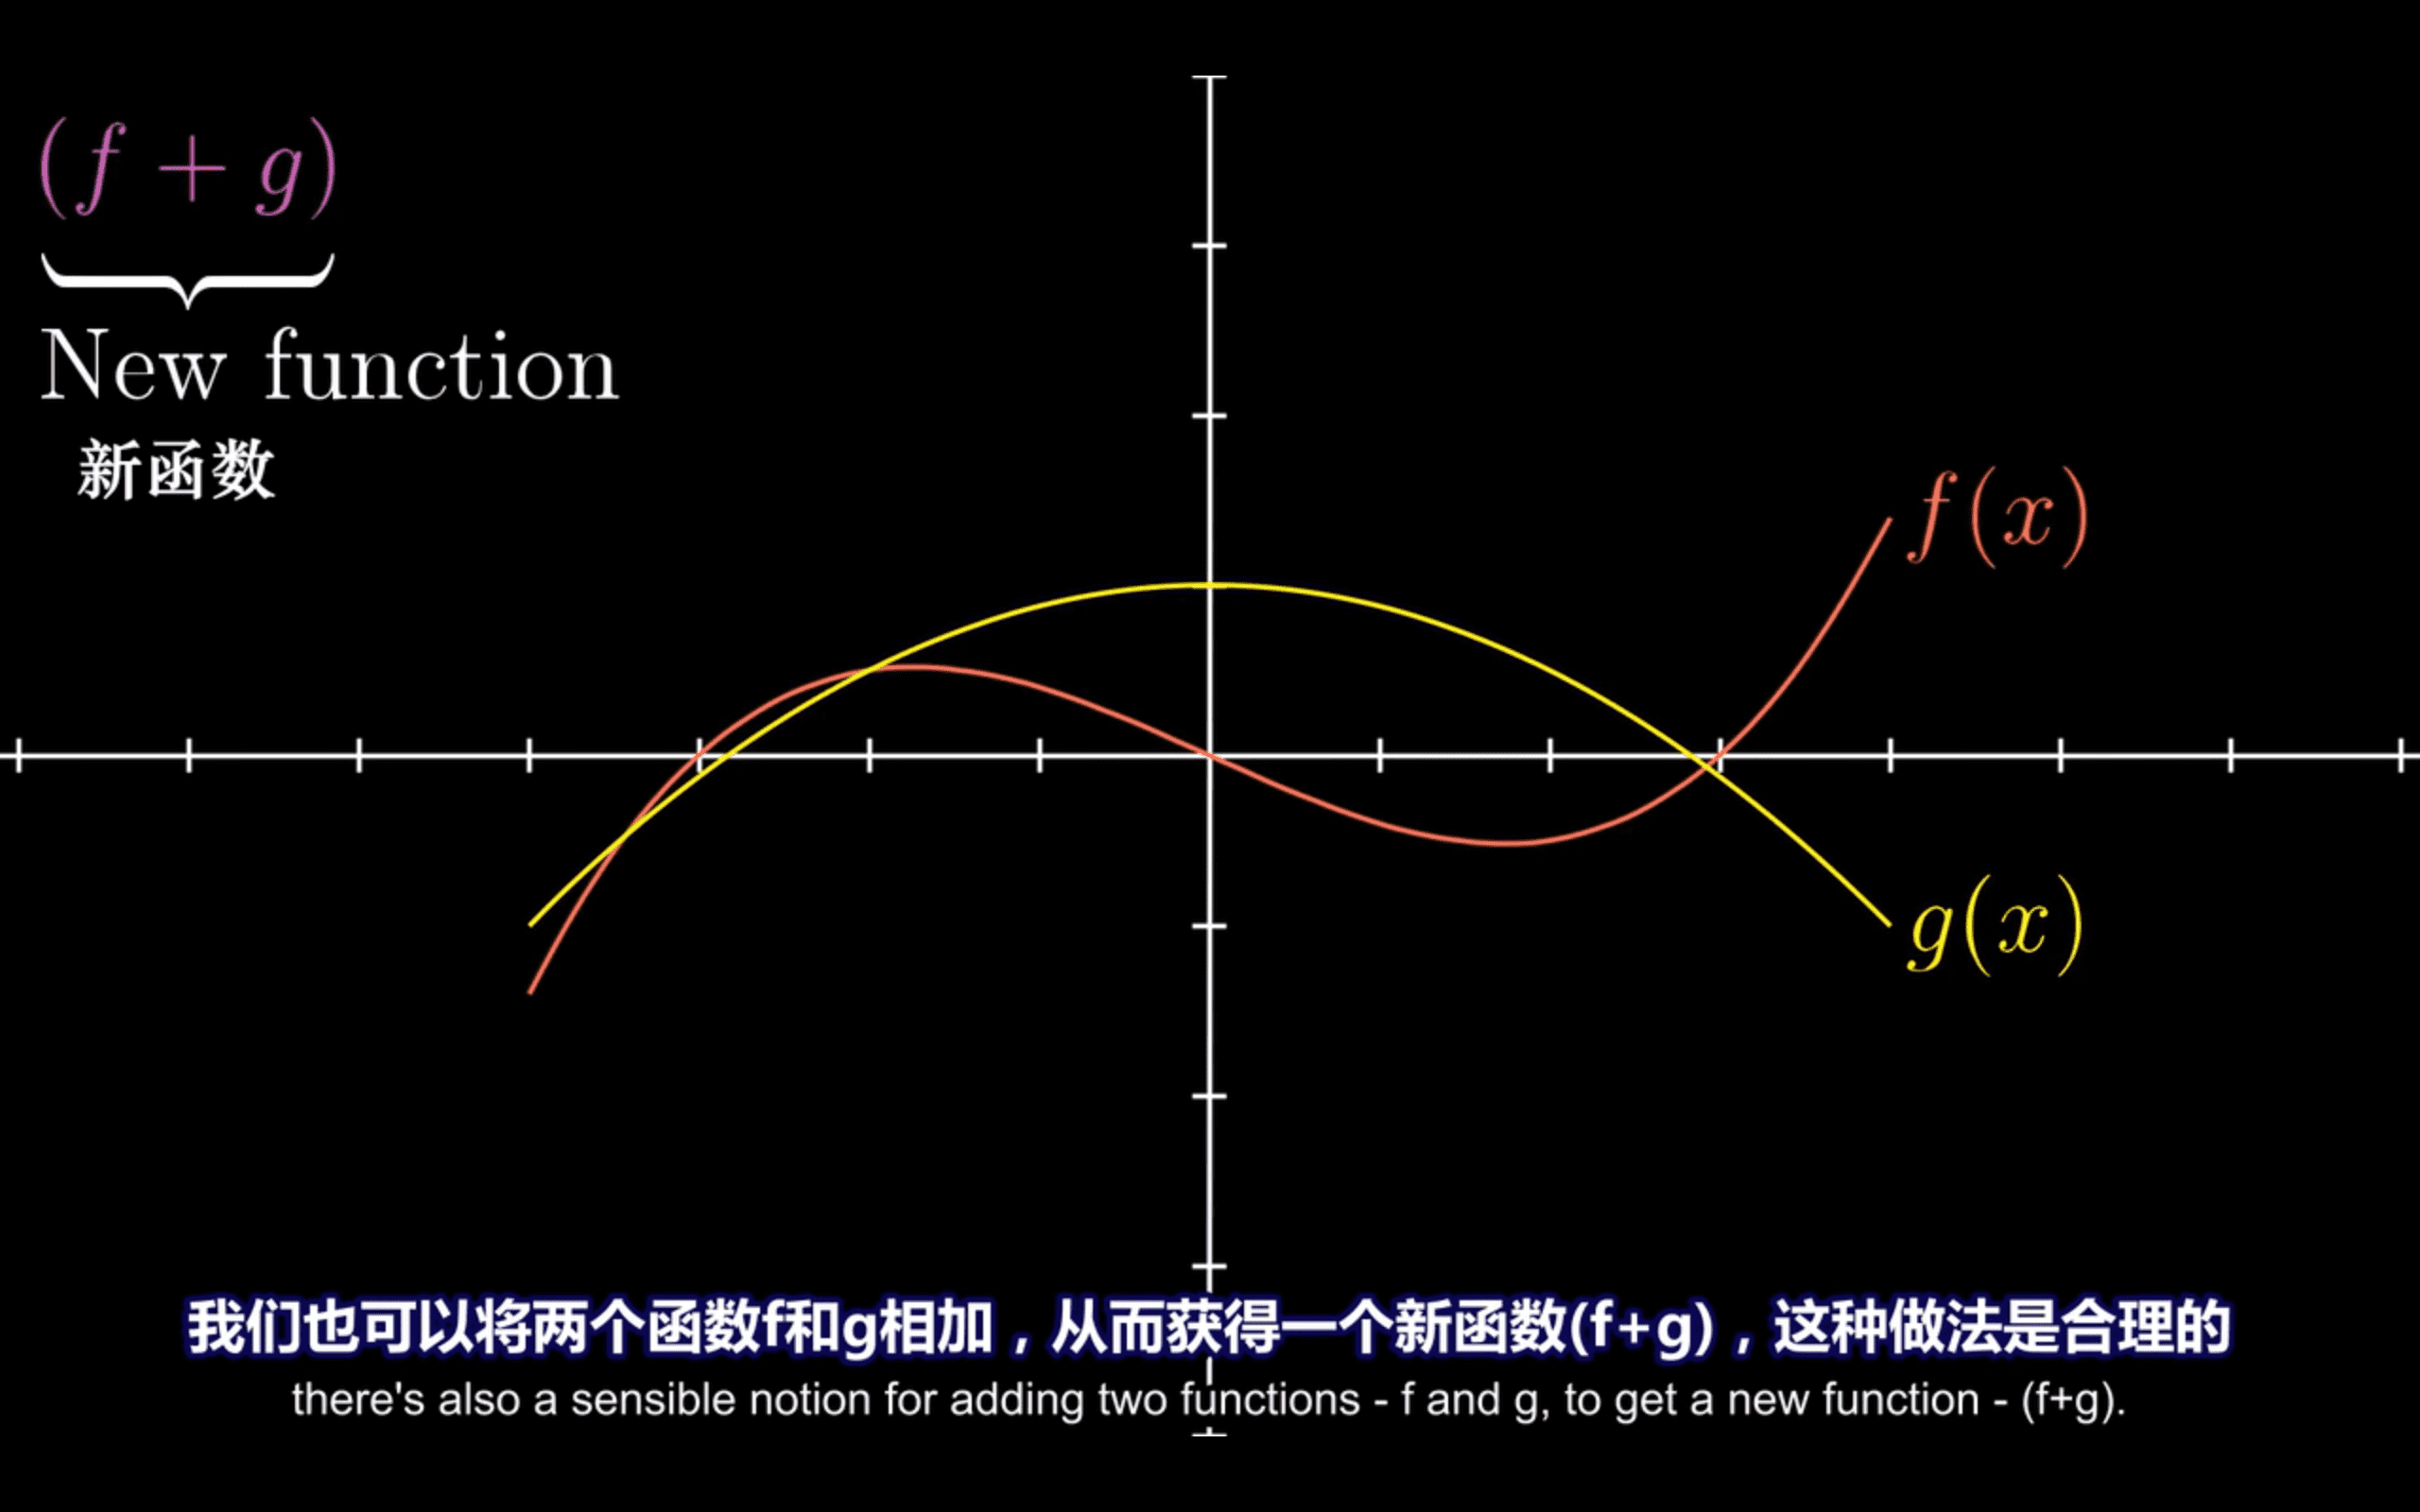 (f + g)
New function
新函数
f(x)
g(x)
我们也可以将两个函数f和g相加，从而获得一个新函数(f+g)，这种做法是合理的
there's also a sensible notion for adding two functions - f and g, to get a new function - (f+g).